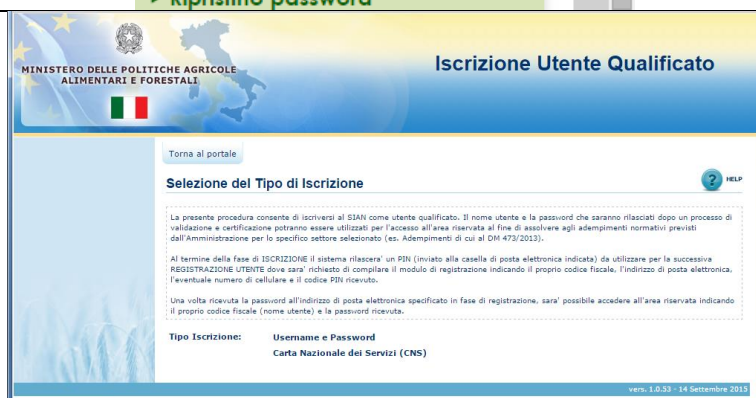 Ripristino password
MINISTERO DELLE POLITICHE AGRICOLE
ALIMENTARI E FORESTALI
Iscrizione Utente Qualificato
Torna al portale
Selezione del Tipo di Iscrizione
HELP
La presente procedura consente di iscriversi al SIAN come utente qualificato. Il nome utente e la password che saranno rilasciati dopo un processo di
validazione e certificazione potranno essere utilizzati per l'accesso all'area riservata al fine di assolvere agli adempimenti normativi previsti
dall'Amministrazione per lo specifico settore selezionato (es. Adempimenti di cui al DM 473/2013).
Al termine della fase di ISCRIZIONE il sistema rilascera' un PIN (inviato alla casella di posta elettronica indicata) da utilizzare per la successiva
REGISTRAZIONE UTENTE dove sara' richiesto di compilare il modulo di registrazione indicando il proprio codice fiscale, l'indirizzo di posta elettronica,
l'eventuale numero di cellulare e il codice PIN ricevuto.
Una volta ricevuta la password all'indirizzo di posta elettronica specificato in fase di registrazione, sara' possibile accedere all'area riservata indicando
il proprio codice fiscale (nome utente) e la password ricevuta.
Tipo Iscrizione: Username e Password
Carta Nazionale dei Servizi (CNS)
vers. 1.0.53 - 14 Settembre 2015